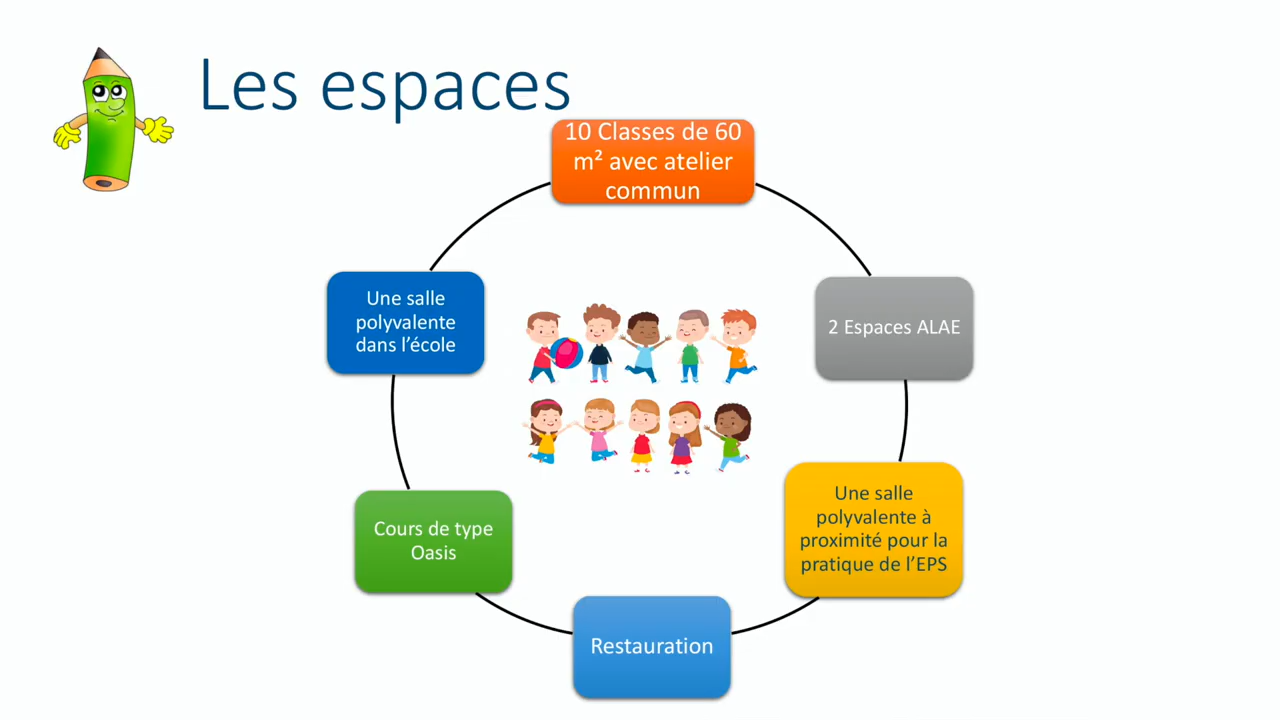 Les espaces
10 Classes de 60
m² avec atelier
commun
2 Espaces ALAE
Une salle
polyvalente à
proximité pour la
pratique de l’EPS
Restauration
Cours de type
Oasis
Une salle
polyvalente
dans l’école